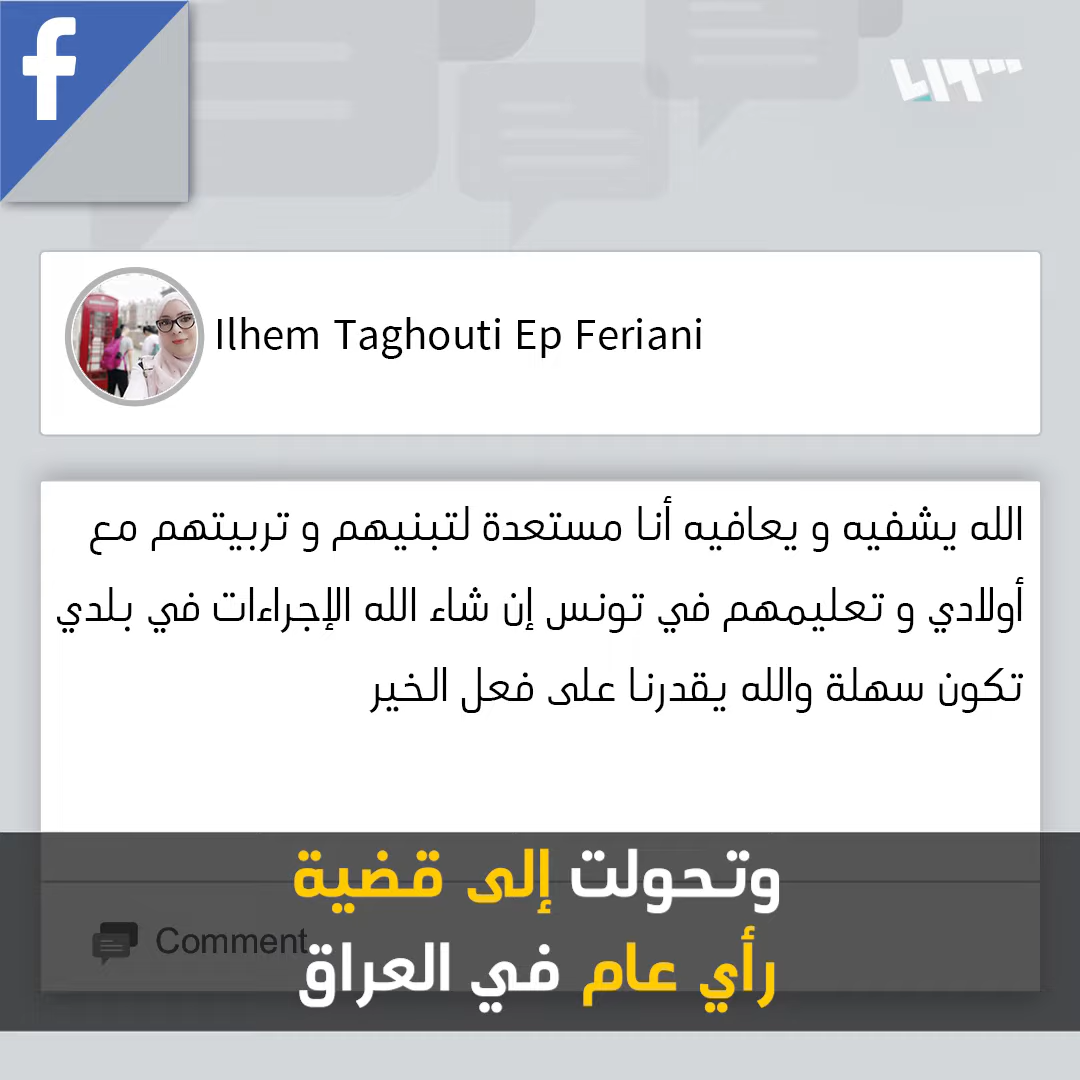 f
Ilhem Taghouti Ep Feriani
الله يشفيه و يعافيه أنا مستعدة لتبنيهم و تربيتهم مع
أولادي و تعليمهم في تونس إن شاء الله الإجراءات في بلدي
تكون سهلة والله يقدرنا على فعل الخير
وتحولت إلى قضية
Comment
رأي عام في العراق